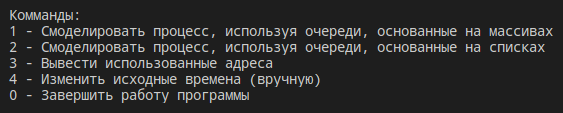 Комманды:
1 - Смоделировать процесс, используя очереди, основанные на массивах
2 - Смоделировать процесс, используя очереди, основанные на списках
3 - Вывести использованные адреса
4 - Изменить исходные времена (вручную)
0 - Завершить работу программы